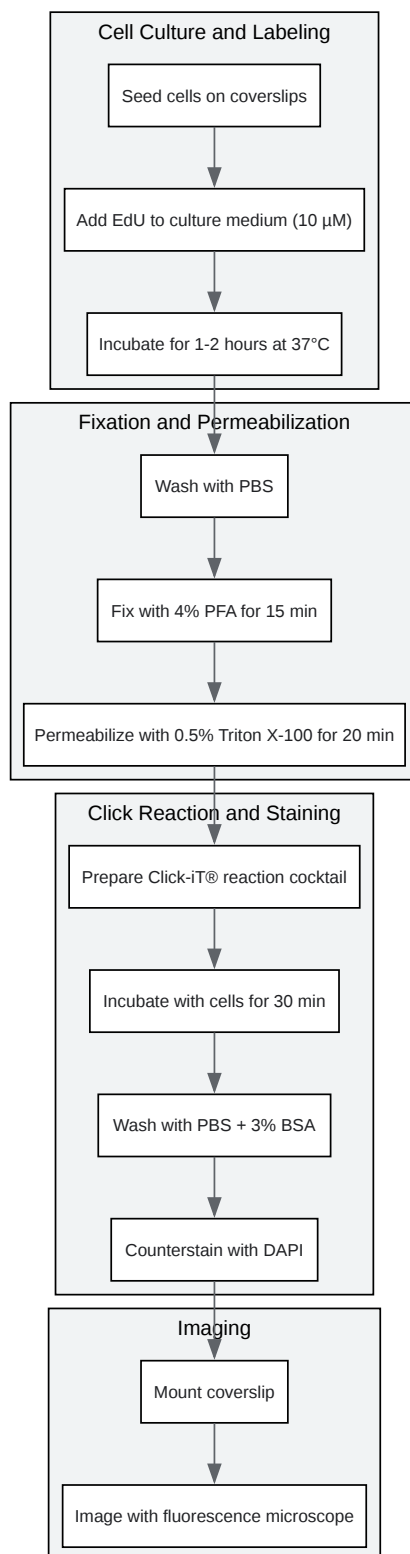 Cell Culture and Labeling
Seed cells on coverslips
Add EdU to culture medium (10 µM)
Incubate for 1-2 hours at 37°C
Fixation and Permeabilization
Wash with PBS
Fix with 4% PFA for 15 min
Permeabilize with 0.5% Triton X-100 for 20 min
Click Reaction and Staining
Prepare Click-iT® reaction cocktail
Incubate with cells for 30 min
Wash with PBS + 3% BSA
Counterstain with DAPI
Imaging
Mount coverslip
Image with fluorescence microscope